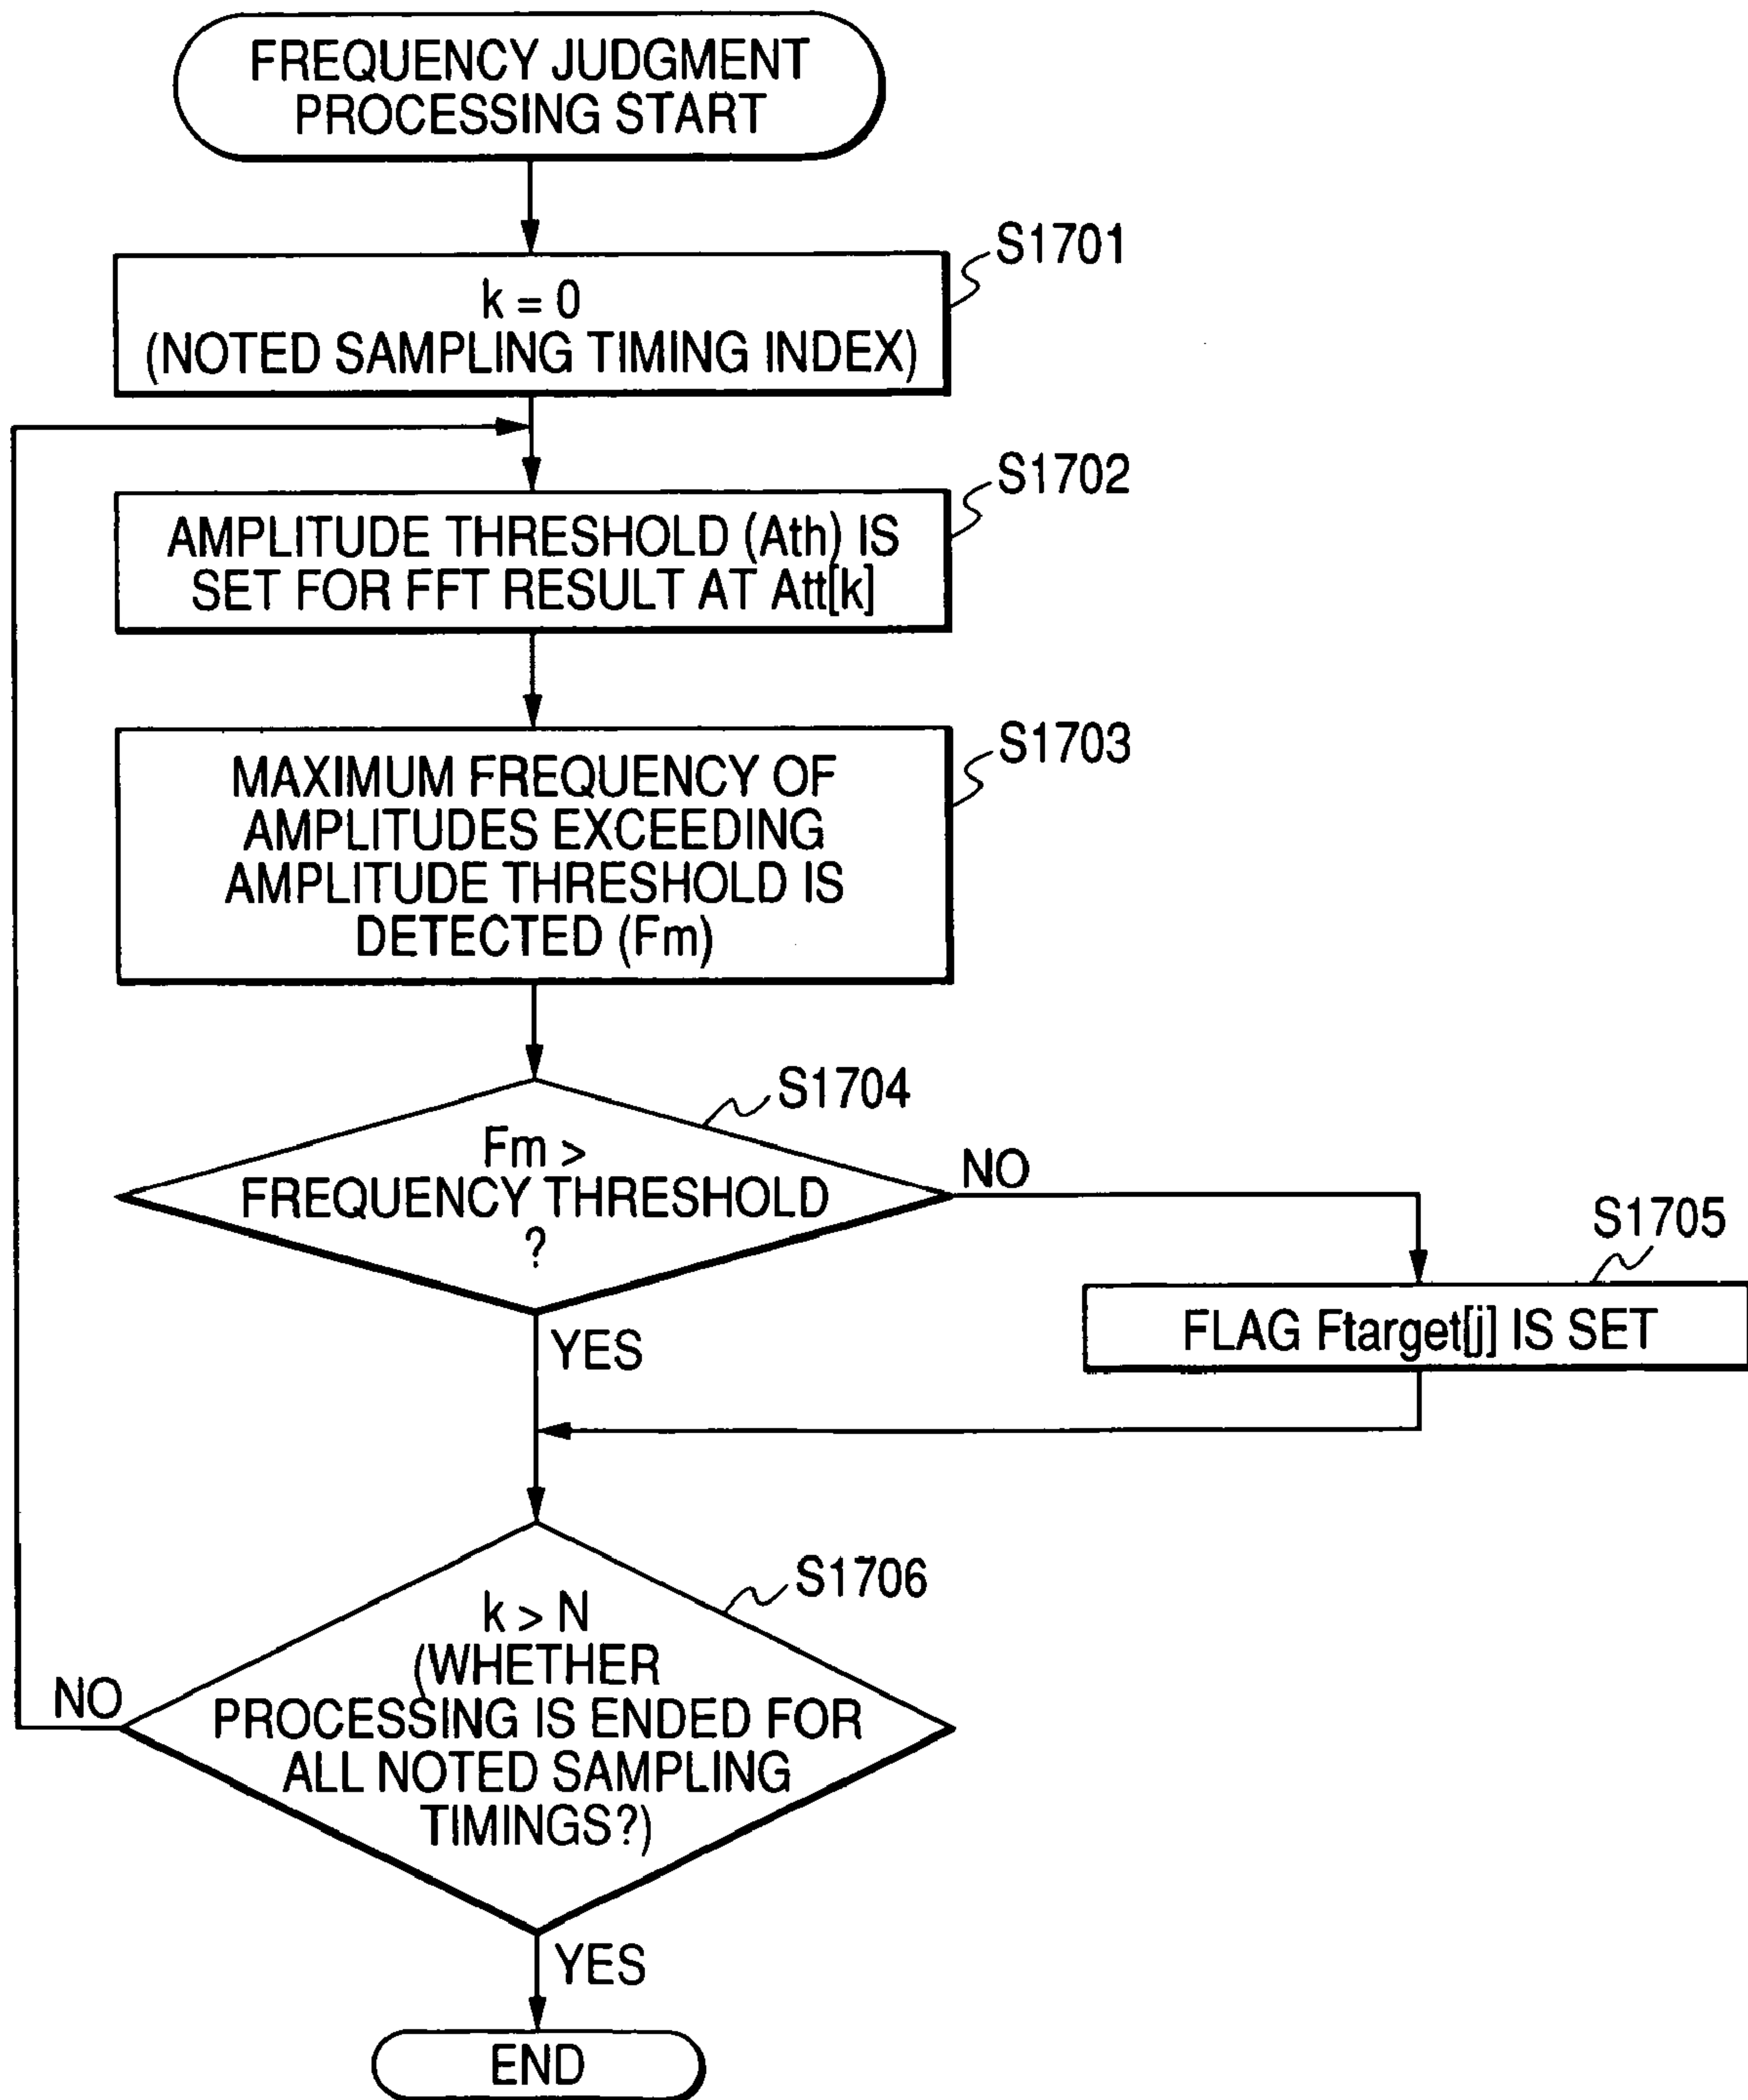 FREQUENCY JUDGMENT
PROCESSING START
S1701
k = 0
(NOTED SAMPLING TIMING INDEX)
S1702
AMPLITUDE THRESHOLD (Ath) IS
SET FOR FFT RESULT AT Att[k]
S1703
MAXIMUM FREQUENCY OF
AMPLITUDES EXCEEDING
AMPLITUDE THRESHOLD IS
DETECTED (Fm)
S1704
Fm >
FREQUENCY THRESHOLD
?
NO
YES
S1705
FLAG Ftarget[j] IS SET
S1706
k > N
(WHETHER
PROCESSING IS ENDED FOR
ALL NOTED SAMPLING
TIMINGS?)
NO
YES
END